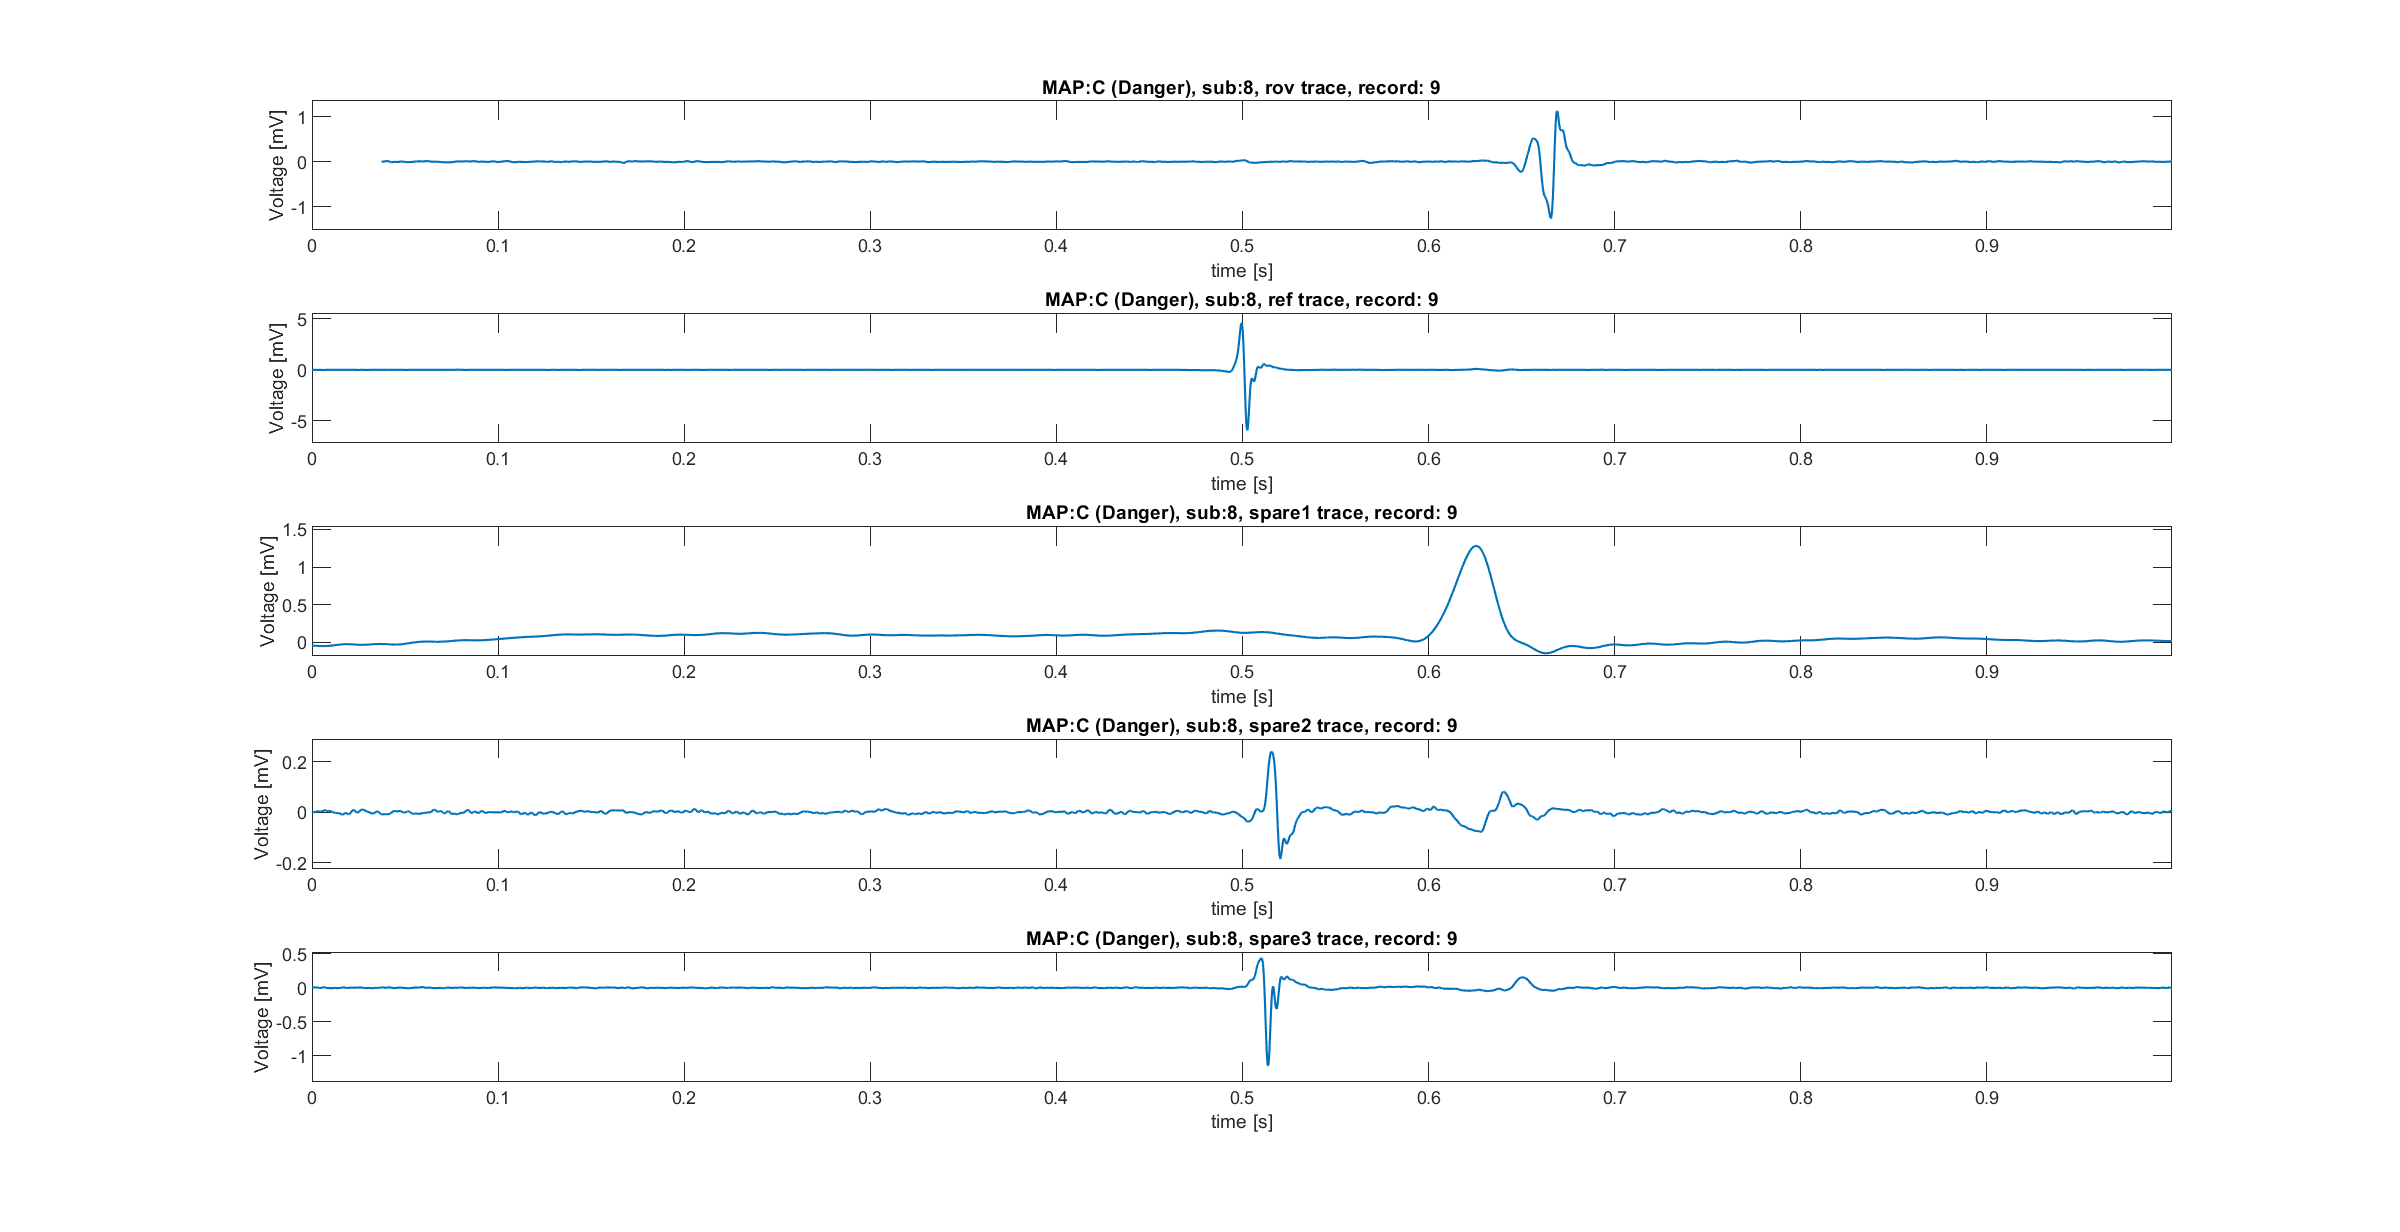 MAP:C (Danger), sub:8, rov trace, record: 9
Voltage [mV]
1
0
-1
0 0.1 0.2 0.3 0.4 0.5 0.6 0.7 0.8 0.9
time [s]
MAP:C (Danger), sub:8, ref trace, record: 9
Voltage [mV]
5
0
-5
0 0.1 0.2 0.3 0.4 0.5 0.6 0.7 0.8 0.9
time [s]
MAP:C (Danger), sub:8, spare1 trace, record: 9
Voltage [mV]
1.5
1
0.5
0
0 0.1 0.2 0.3 0.4 0.5 0.6 0.7 0.8 0.9
time [s]
MAP:C (Danger), sub:8, spare2 trace, record: 9
Voltage [mV]
0.2
0
-0.2
0 0.1 0.2 0.3 0.4 0.5 0.6 0.7 0.8 0.9
time [s]
MAP:C (Danger), sub:8, spare3 trace, record: 9
Voltage [mV]
0.5
0
-0.5
-1
0 0.1 0.2 0.3 0.4 0.5 0.6 0.7 0.8 0.9
time [s]